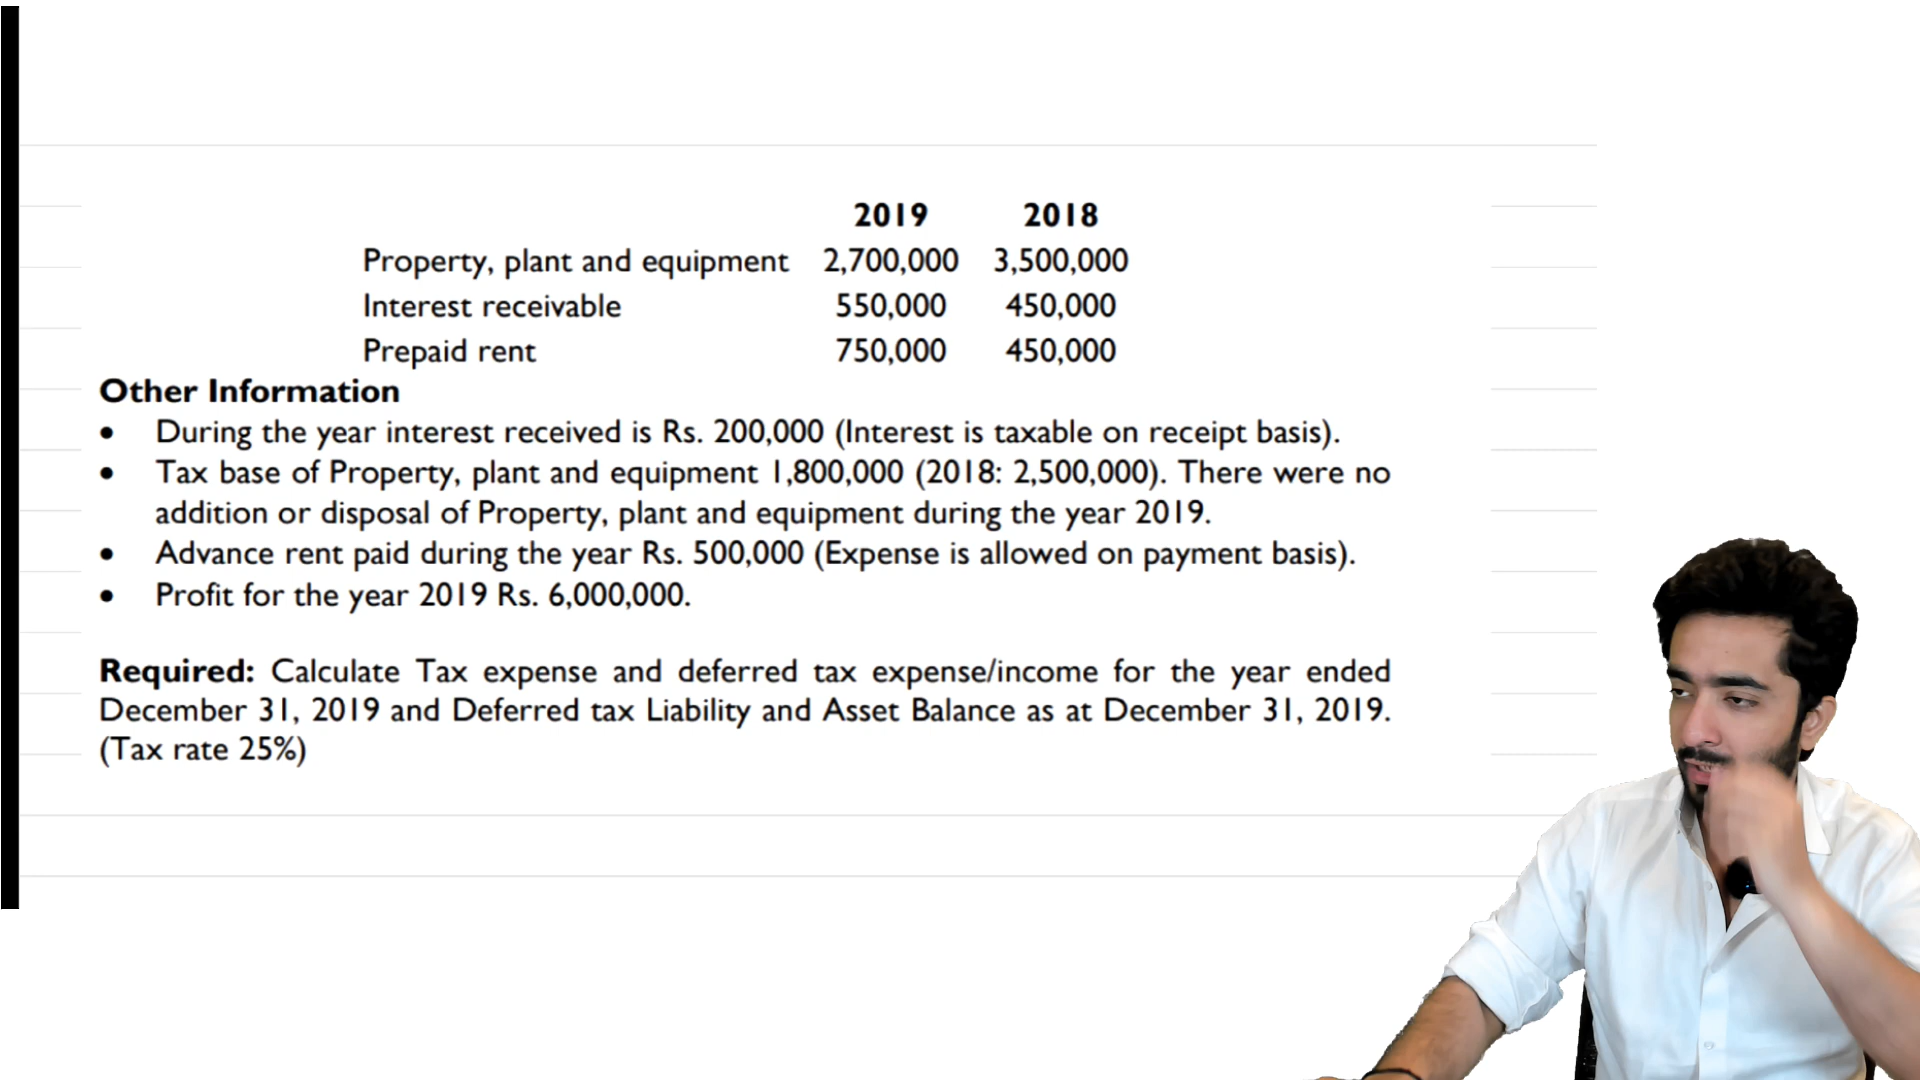 2019 2018
Property, plant and equipment 2,700,000 3,500,000
Interest receivable 550,000 450,000
Prepaid rent 750,000 450,000
Other Information
• During the year interest received is Rs. 200,000 (Interest is taxable on receipt basis).
• Tax base of Property, plant and equipment 1,800,000 (2018: 2,500,000). There were no
addition or disposal of Property, plant and equipment during the year 2019.
• Advance rent paid during the year Rs. 500,000 (Expense is allowed on payment basis).
• Profit for the year 2019 Rs. 6,000,000.
Required: Calculate Tax expense and deferred tax expense/income for the year ended
December 31, 2019 and Deferred tax Liability and Asset Balance as at December 31, 2019.
(Tax rate 25%)